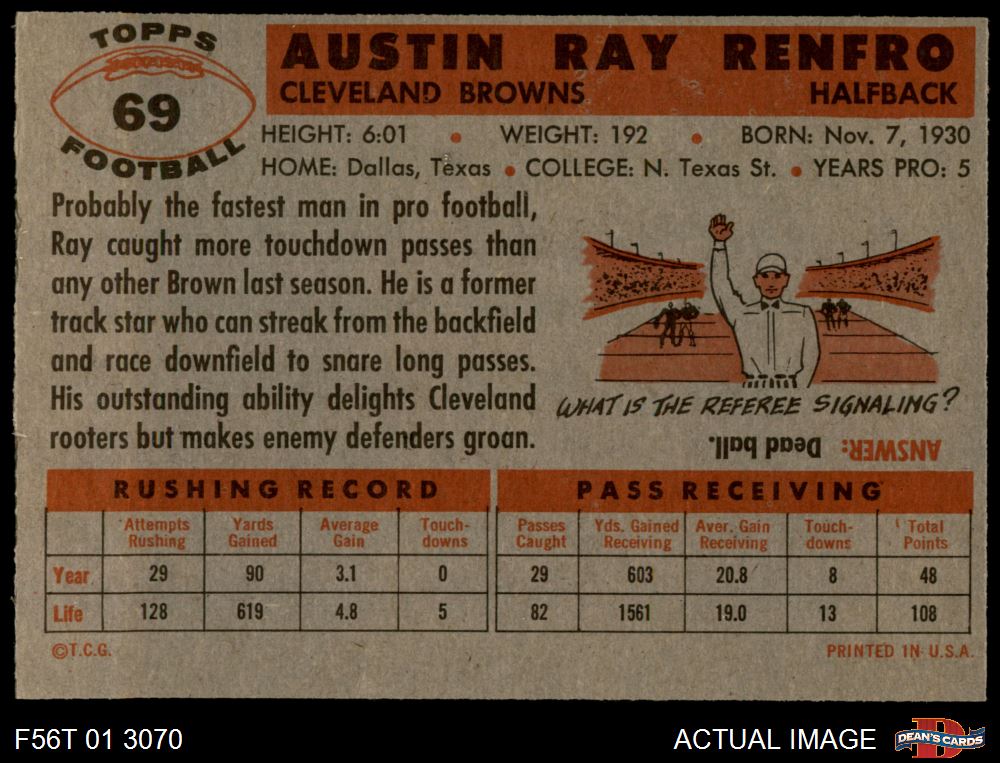 TOPPS
69
FOOTBALL
AUSTIN RAY RENFRO
CLEVELAND BROWNS HALFBACK
HEIGHT: 6:01 • WEIGHT: 192 • BORN: Nov. 7, 1930
HOME: Dallas, Texas • COLLEGE: N. Texas St. • YEARS PRO: 5
Probably the fastest man in pro football,
Ray caught more touchdown passes than
any other Brown last season. He is a former
track star who can streak from the backfield
and race downfield to snare long passes.
His outstanding ability delights Cleveland
rooters but makes enemy defenders groan.
WHAT IS THE REFEREE SIGNALING?
ANSWER: Dead ball.
RUSHING RECORD
Attempts Rushing Yards Gained Average Gain Touch-downs
Year 29 90 3.1 0
Life 128 619 4.8 5
PASS RECEIVING
Passes Caught Yds. Gained Receiving Aver. Gain Receiving Touch-downs Total Points
29 603 20.8 8 48
82 1561 19.0 13 108
©T.C.G. PRINTED IN U.S.A.
F56T 01 3070 ACTUAL IMAGE
D
DEAN'S CARDS